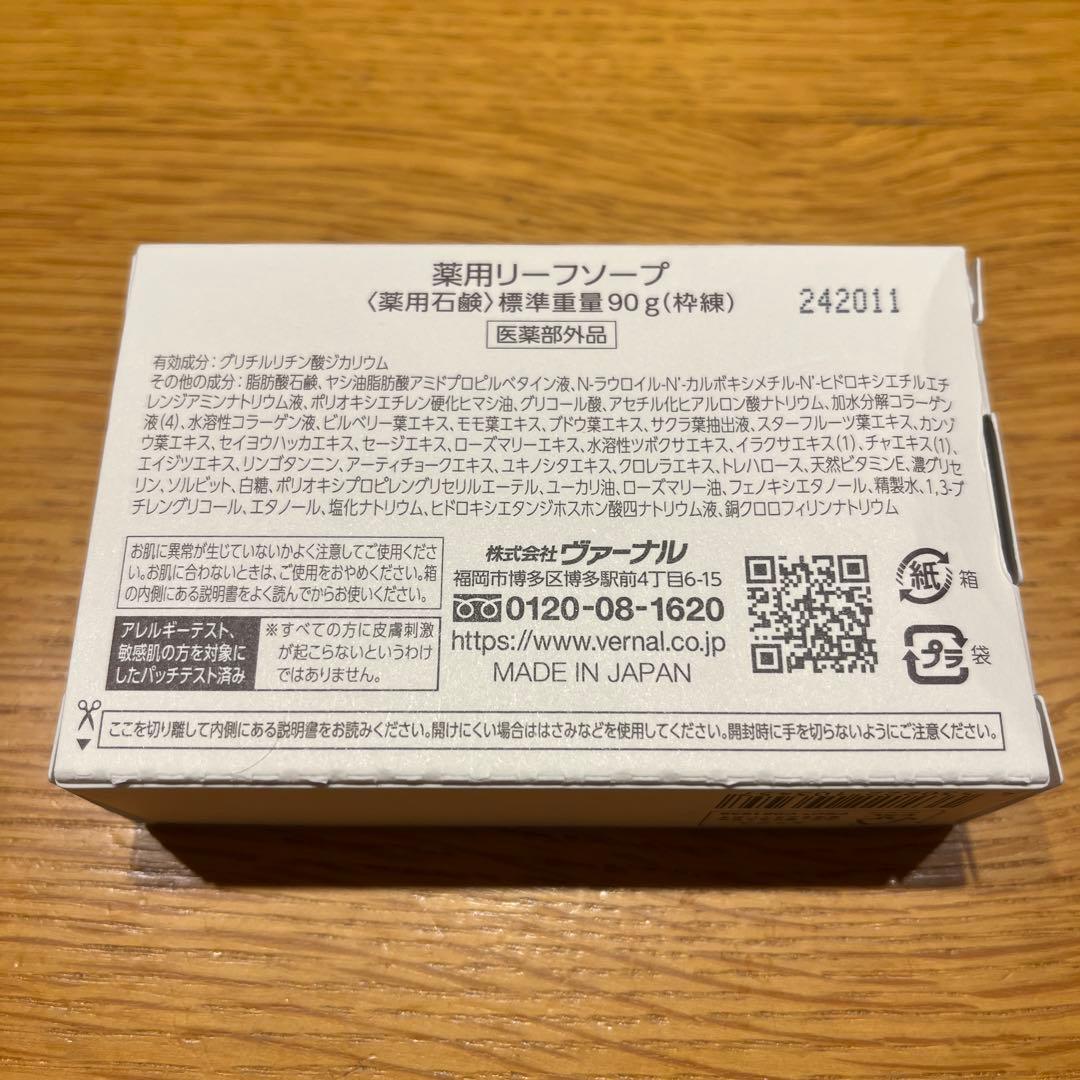 薬用リーフソープ
〈薬用石鹸〉標準重量90g(枠練)
242011
医薬部外品
有効成分:グリチルリチン酸ジカリウム
その他の成分:脂肪酸石鹸、ヤシ油脂肪酸アミドプロピルベタイン液、N-ラウロイル-N'-カルボキシメチル-N'-ヒドロキシエチルエチ
レンジアミンナトリウム液、ポリオキシエチレン硬化ヒマシ油、グリコール酸、アセチル化ヒアルロン酸ナトリウム、加水分解コラーゲン
液(4)、水溶性コラーゲン液、ビルベリー葉エキス、モモ葉エキス、ブドウ葉エキス、サクラ葉抽出液、スターフルーツ葉エキス、カンゾ
ウ葉エキス、セイヨウハッカエキス、セージエキス、ローズマリーエキス、水溶性ツボクサエキス、イラクサエキス(1)、チャエキス(1)、
エイジツエキス、リンゴタンニン、アーティチョークエキス、ユキノシタエキス、クロレラエキス、トレハロース、天然ビタミンE、濃グリセ
リン、ソルビット、白糖、ポリオキシプロピレングリセリルエーテル、ユーカリ油、ローズマリー油、フェノキシエタノール、精製水、1,3-ブ
チレングリコール、エタノール、塩化ナトリウム、ヒドロキシエタンジホスホン酸四ナトリウム液、銅クロロフィリンナトリウム
お肌に異常が生じていないかよく注意してご使用くださ
い。お肌に合わないときは、ご使用をおやめください。箱
の内側にある説明書をよく読んでからお使いください。
アレルギーテスト、
敏感肌の方を対象に
したパッチテスト済み
※すべての方に皮膚刺激
が起こらないというわけ
ではありません。
株式会社ヴァーナル
福岡市博多区博多駅前4丁目6-15
0120-08-1620
https://www.vernal.co.jp
MADE IN JAPAN
紙 箱
プラ 袋
ここを切り離して内側にある説明書をお読みください。開けにくい場合ははさみなどを使用してください。開封時に手を切らないようにご注意ください。